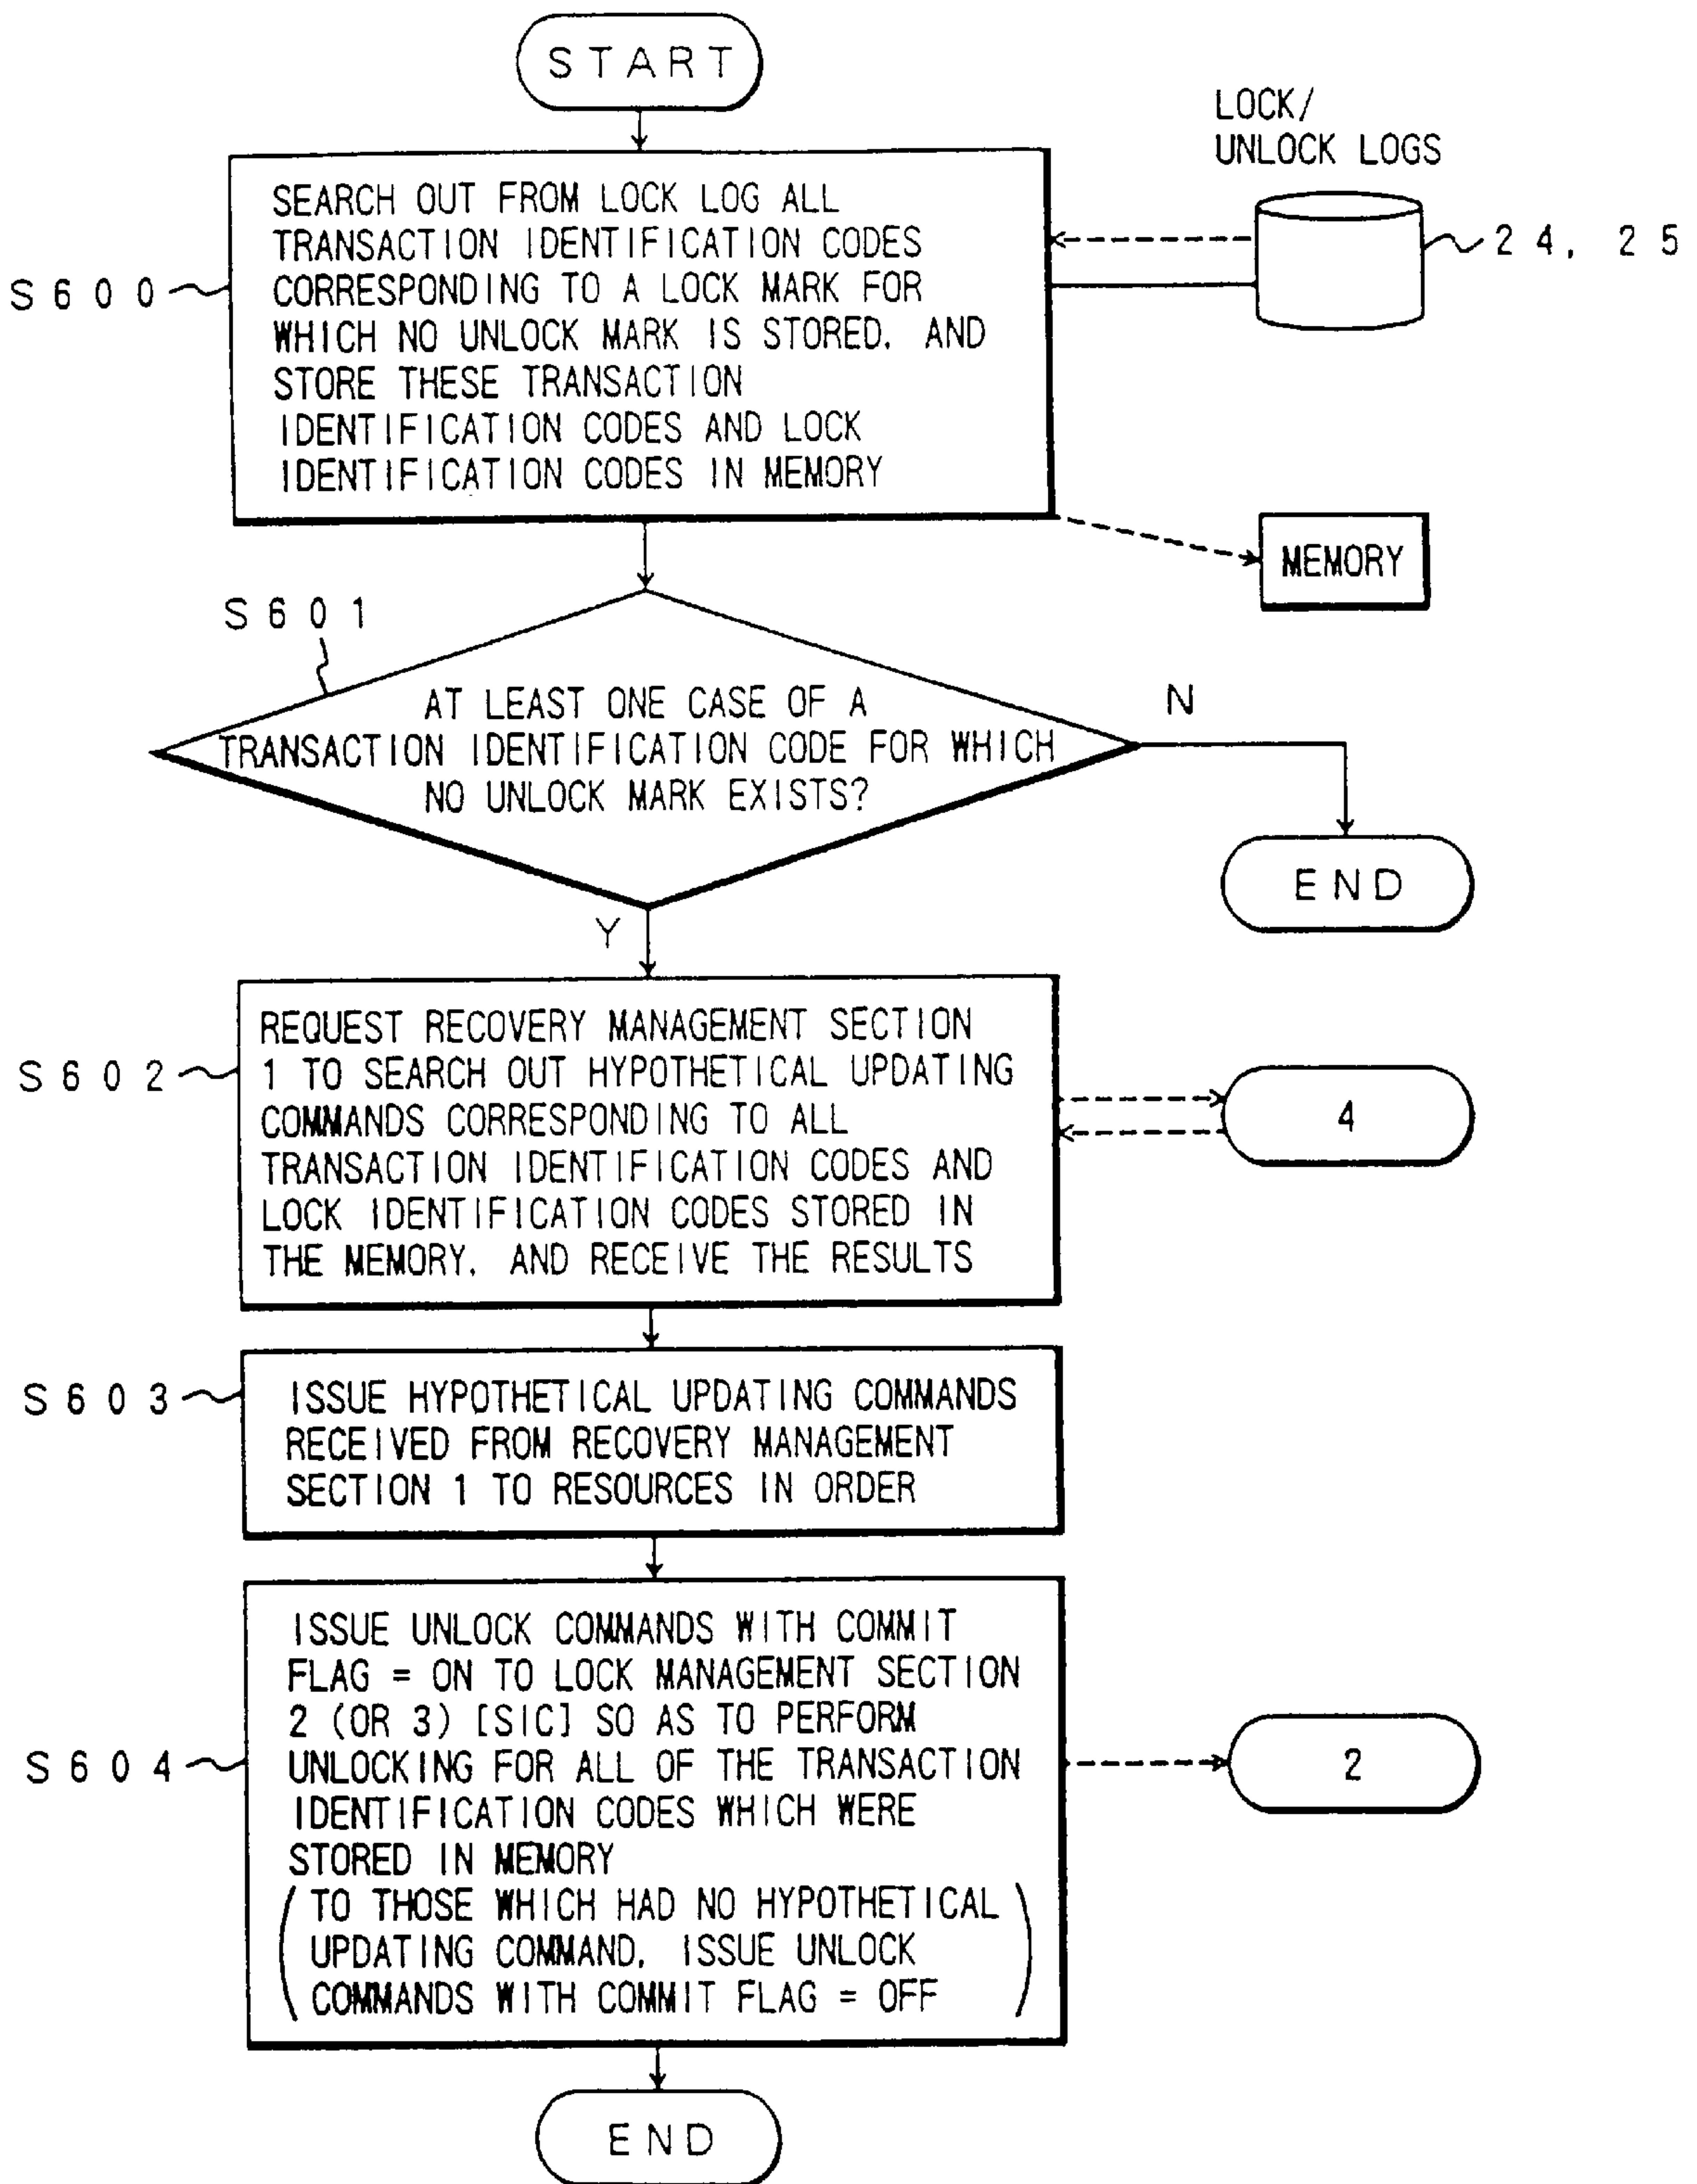 START
LOCK/
UNLOCK LOGS
SEARCH OUT FROM LOCK LOG ALL
TRANSACTION IDENTIFICATION CODES
CORRESPONDING TO A LOCK MARK FOR
WHICH NO UNLOCK MARK IS STORED, AND
STORE THESE TRANSACTION
IDENTIFICATION CODES AND LOCK
IDENTIFICATION CODES IN MEMORY
S600
24, 25
MEMORY
S601
AT LEAST ONE CASE OF A
TRANSACTION IDENTIFICATION CODE FOR WHICH
NO UNLOCK MARK EXISTS?
N
END
Y
S602
REQUEST RECOVERY MANAGEMENT SECTION
1 TO SEARCH OUT HYPOTHETICAL UPDATING
COMMANDS CORRESPONDING TO ALL
TRANSACTION IDENTIFICATION CODES AND
LOCK IDENTIFICATION CODES STORED IN
THE MEMORY, AND RECEIVE THE RESULTS
4
S603
ISSUE HYPOTHETICAL UPDATING COMMANDS
RECEIVED FROM RECOVERY MANAGEMENT
SECTION 1 TO RESOURCES IN ORDER
S604
ISSUE UNLOCK COMMANDS WITH COMMIT
FLAG = ON TO LOCK MANAGEMENT SECTION
2 (OR 3) [SIC] SO AS TO PERFORM
UNLOCKING FOR ALL OF THE TRANSACTION
IDENTIFICATION CODES WHICH WERE
STORED IN MEMORY
(TO THOSE WHICH HAD NO HYPOTHETICAL
UPDATING COMMAND, ISSUE UNLOCK
COMMANDS WITH COMMIT FLAG = OFF)
2
END